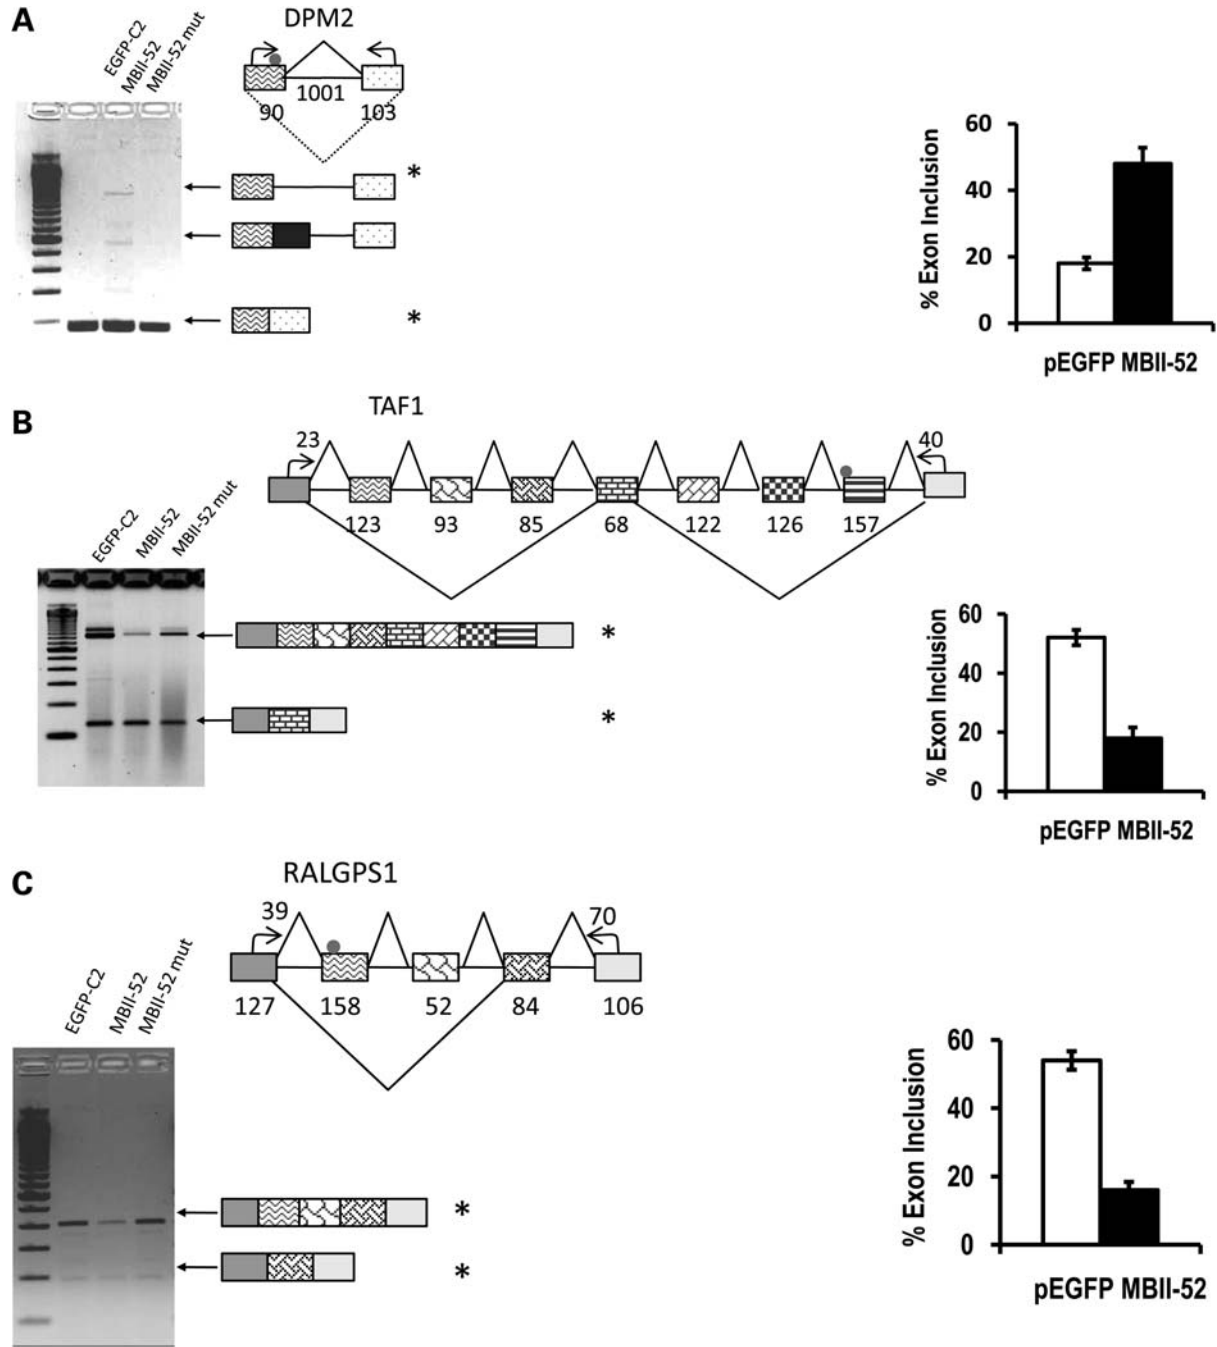 A
EGFP-C2
MBII-52
MBII-52 mut
DPM2
1001
90
103
*
*
60
40
20
0
% Exon Inclusion
pEGFP MBII-52
B
TAF1
EGFP-C2
MBII-52
MBII-52 mut
23
40
123 93 85 68 122 126 157
*
*
60
40
20
0
% Exon Inclusion
pEGFP MBII-52
C
RALGPS1
EGFP-C2
MBII-52
MBII-52 mut
39
70
127 158 52 84 106
*
*
60
40
20
0
% Exon Inclusion
pEGFP MBII-52